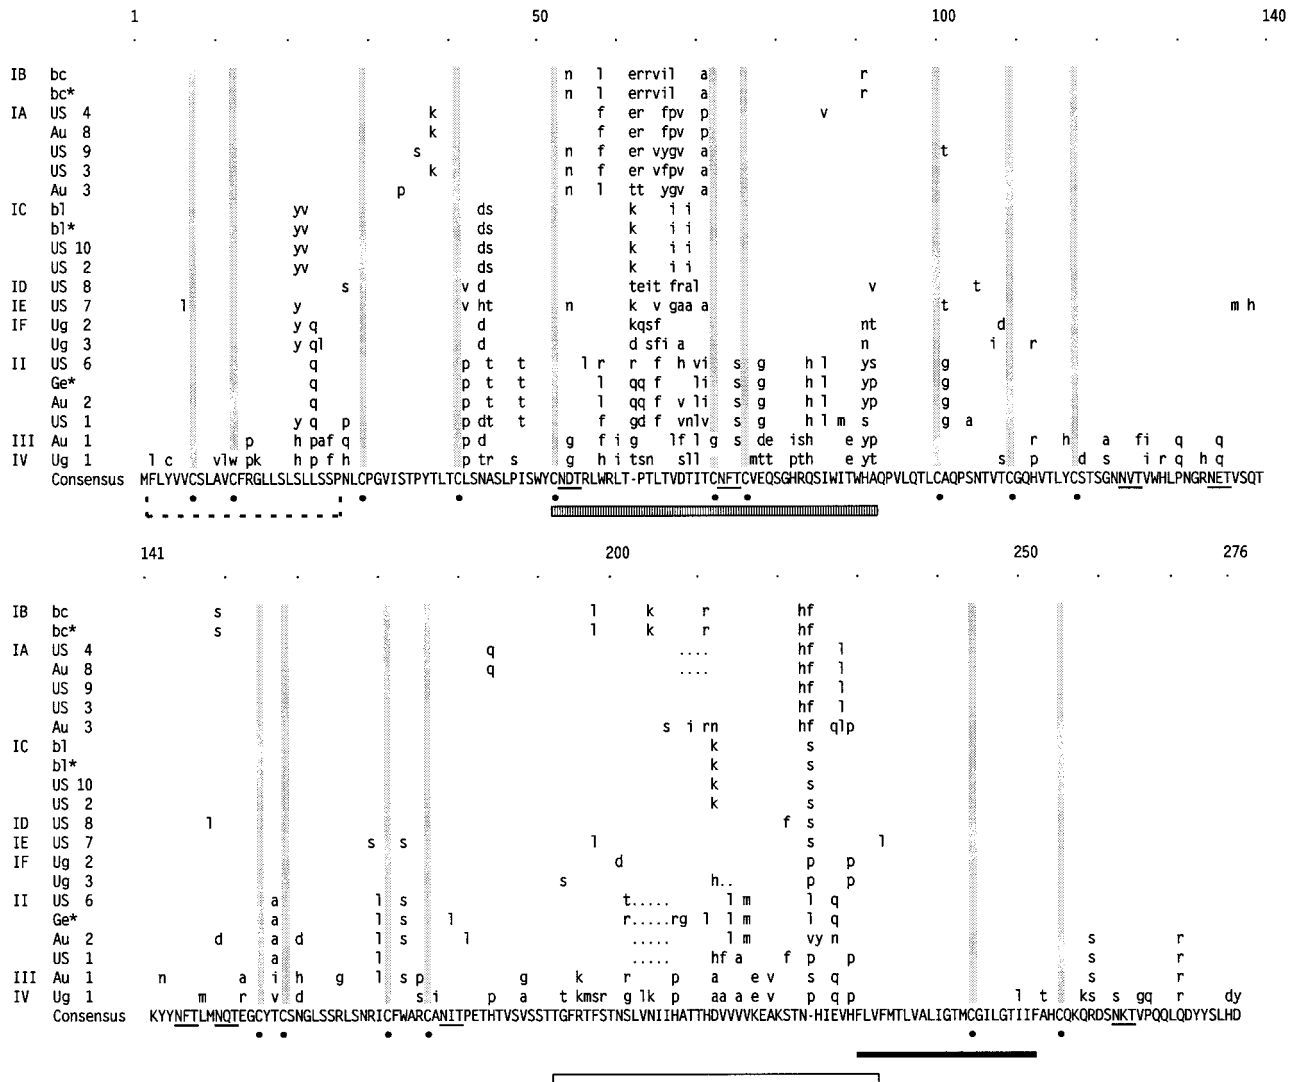 1 50 100 140
. . . . . . . . . . . . . . .
IB bc n l errvil a r
bc* n l errvil a r
IA US 4 k f er fpv p v
Au 8 k f er fpv p
US 9 s n f er vygv a t
US 3 k n f er vfpv a
Au 3 p n l tt ygv a
IC bl yv ds k i i
bl* yv ds k i i
US 10 yv ds k i i
US 2 yv ds k i i
ID US 8 s v d teit fral v t
IE US 7 l y v ht n k v gaa a t m h
IF Ug 2 y q d kqsf nt d
Ug 3 y ql d d sfi a n i r
II US 6 q p t t l r r f h vi s g h l ys g
Ge* q p t t l qq f li s g h l yp g
Au 2 q p t t f qq f v li s g h l yp g
US 1 y q p p dt t f gd f vnlv s g h l m s g a
III Au 1 p h paf q p d g f i g lf l g s de ish e yp r h a fi q q
IV Ug 1 l c vlw pk h p f h p tr s g h i tsn sll mtt pth e yt s p d s i r q h q
Consensus MFLYVVCSLAVCFRGLLSLSLLSSPNLCPGVISTPYTLTCLSNASLPISWYCNDTRLWRLT-PTLTVDTITCNFTCVEQSGHRQSIWITWHAQPVLQTLCAQPSNTVTCGQHVTLYCSTSGNNVTVWHLPNGRNETVSQT
141 200 250 276
. . . . . . . . . . . . . . .
IB bc s l k r hf
bc* s l k r hf
IA US 4 q .... hf l
Au 8 q .... hf l
US 9 hf l
US 3 hf l
Au 3 s i rn hf qlp
IC bl k s
bl* k s
US 10 k s
US 2 k s
ID US 8 l f s
IE US 7 s s l s l
IF Ug 2 d p p
Ug 3 s h.. p p
II US 6 a l s t..... l m l q
Ge* a l s l r.....rg l l m l q
Au 2 d a d l s l ..... l m vy n s r
US 1 a l ..... hf a f p p s r
III Au 1 n a i h g l s p g k r p a e v s q s r
IV Ug 1 m r v d s i p a t kmsr g lk p aa a e v p q p l t ks s gq r dy
Consensus KYYNFTLMNQTEGCYTCSNGLSSRLSNRICFWARCANITPETHTVSVSSTTGFRTFSTNSLVNIIHATTHDVVVVKEAKSTN-HIEVHFLVFMTLVALIGTMCGILGTIIFAHCQKQRDSNKTVPQQLQDYYSLHD